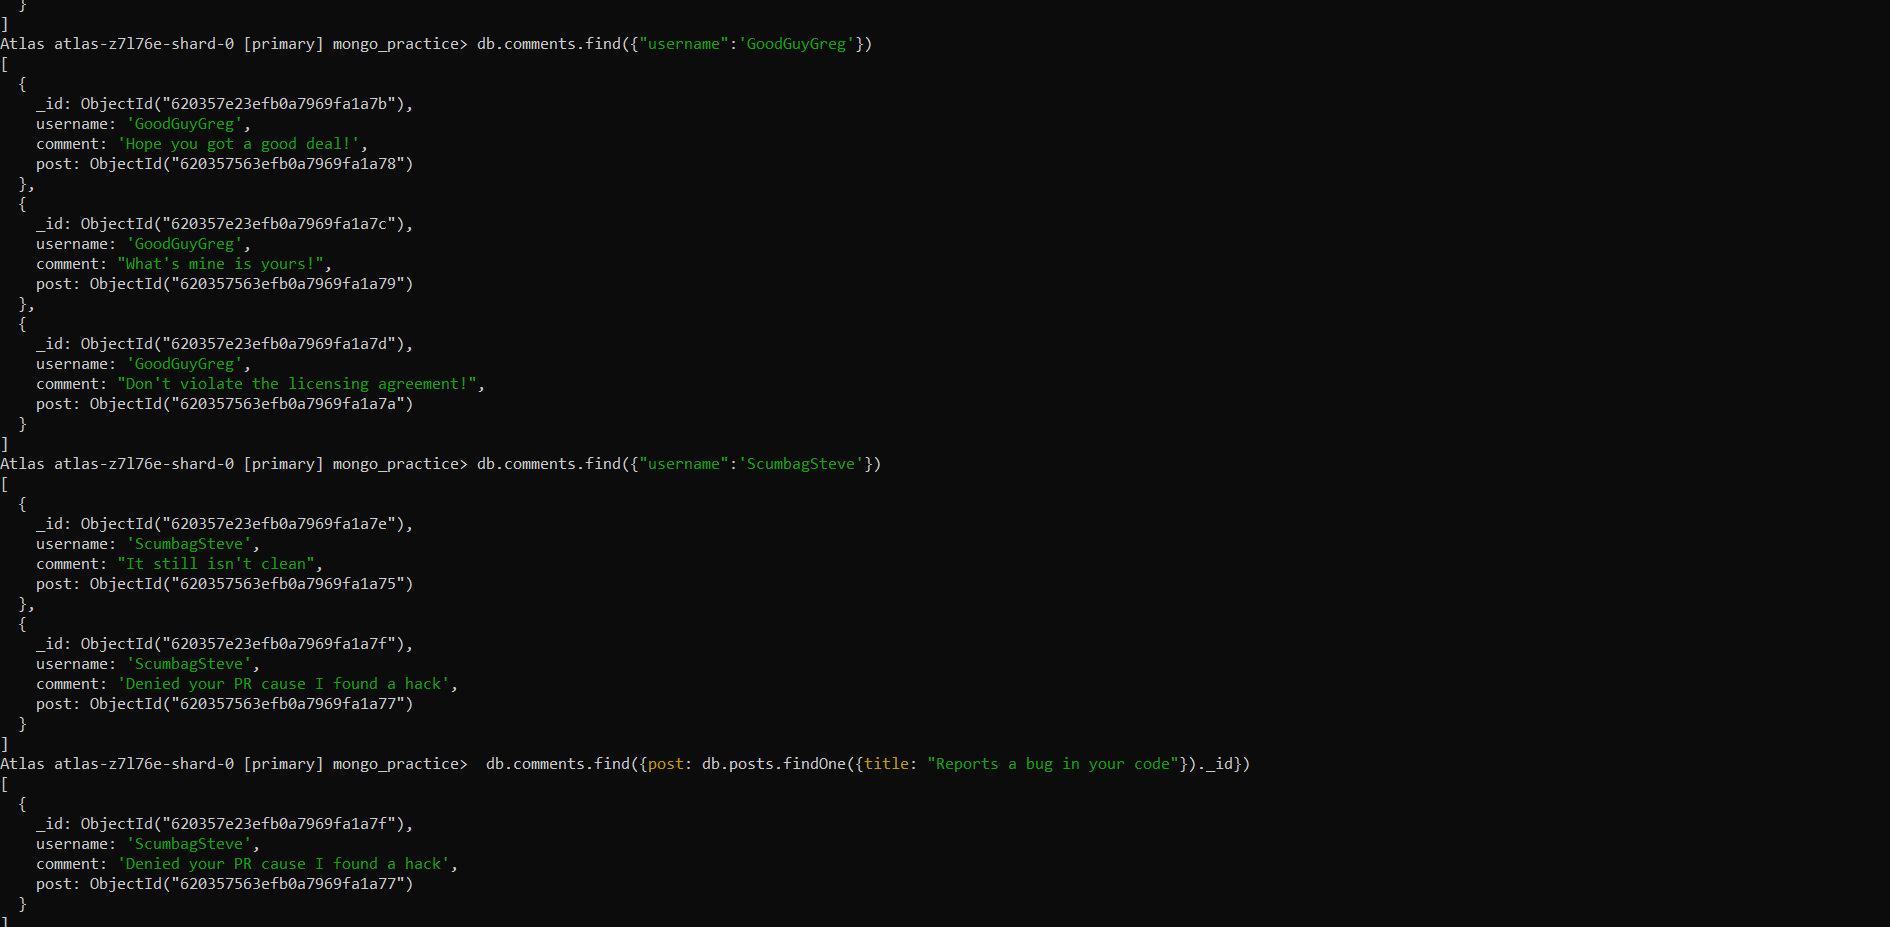 }
]
Atlas atlas-z7l76e-shard-0 [primary] mongo_practice> db.comments.find({"username":'GoodGuyGreg'})
[
  {
    _id: ObjectId("620357e23efb0a7969fa1a7b"),
    username: 'GoodGuyGreg',
    comment: 'Hope you got a good deal!',
    post: ObjectId("620357563efb0a7969fa1a78")
  },
  {
    _id: ObjectId("620357e23efb0a7969fa1a7c"),
    username: 'GoodGuyGreg',
    comment: "What's mine is yours!",
    post: ObjectId("620357563efb0a7969fa1a79")
  },
  {
    _id: ObjectId("620357e23efb0a7969fa1a7d"),
    username: 'GoodGuyGreg',
    comment: "Don't violate the licensing agreement!",
    post: ObjectId("620357563efb0a7969fa1a7a")
  }
]
Atlas atlas-z7l76e-shard-0 [primary] mongo_practice> db.comments.find({"username":'ScumbagSteve'})
[
  {
    _id: ObjectId("620357e23efb0a7969fa1a7e"),
    username: 'ScumbagSteve',
    comment: "It still isn't clean",
    post: ObjectId("620357563efb0a7969fa1a75")
  },
  {
    _id: ObjectId("620357e23efb0a7969fa1a7f"),
    username: 'ScumbagSteve',
    comment: 'Denied your PR cause I found a hack',
    post: ObjectId("620357563efb0a7969fa1a77")
  }
]
Atlas atlas-z7l76e-shard-0 [primary] mongo_practice>  db.comments.find({post: db.posts.findOne({title: "Reports a bug in your code"})._id})
[
  {
    _id: ObjectId("620357e23efb0a7969fa1a7f"),
    username: 'ScumbagSteve',
    comment: 'Denied your PR cause I found a hack',
    post: ObjectId("620357563efb0a7969fa1a77")
  }
]